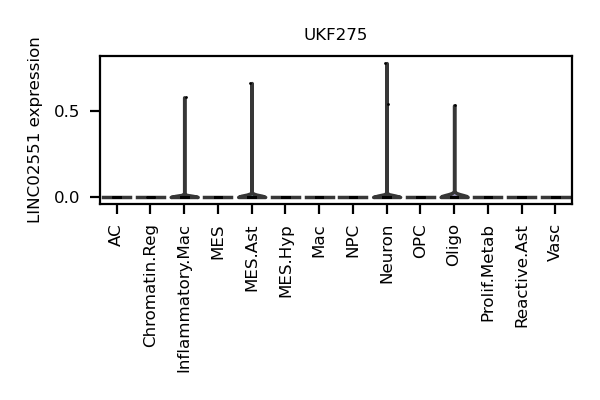 UKF275
LINC02551 expression
0.5
0.0
AC
Chromatin.Reg
Inflammatory.Mac
MES
MES.Ast
MES.Hyp
Mac
NPC
Neuron
OPC
Oligo
Prolif.Metab
Reactive.Ast
Vasc